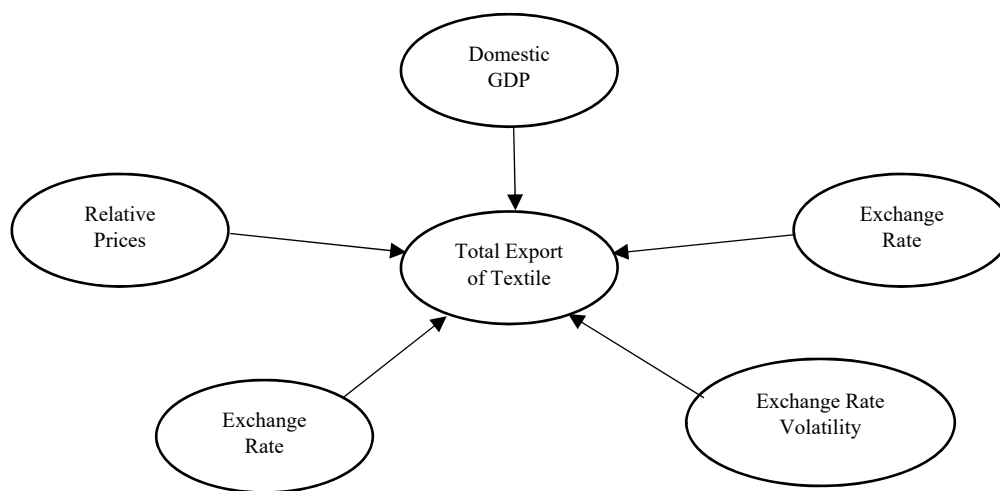 Domestic
GDP
Relative
Prices
Exchange
Rate
Total Export
of Textile
Exchange
Rate
Exchange Rate
Volatility